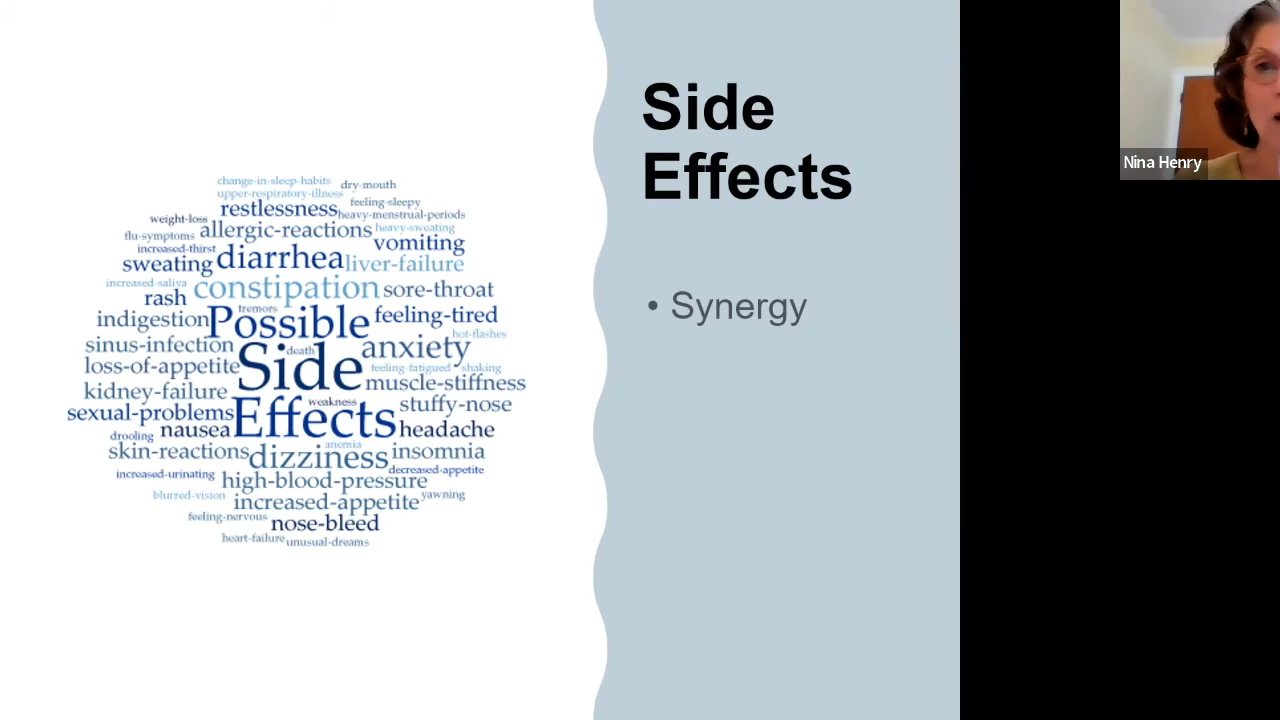 change-in-sleep-habits dry-mouth
upper-respiratory-illness feeling-sleepy
restlessness heavy-menstrual-periods
weight-loss
allergic-reactions heavy-sweating
flu-symptoms vomiting
increased-thirst
sweating diarrhea liver-failure
increased-saliva constipation sore-throat
rash
tremors
indigestion Possible feeling-tired
hot-flashes
sinus-infection death anxiety
loss-of-appetite Side feeling-fatigued shaking
kidney-failure muscle-stiffness
weakness
sexual-problems Effects stuffy-nose
drooling nausea headache
anemia
skin-reactions dizziness insomnia
increased-urinating decreased-appetite
high-blood-pressure
blurred-vision increased-appetite yawning
feeling-nervous nose-bleed
heart-failure unusual-dreams
Side
Effects
• Synergy
Nina Henry